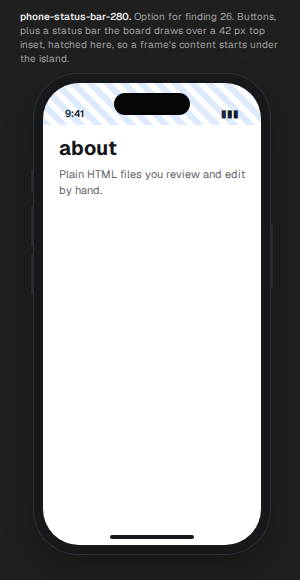 phone-status-bar-280. Option for finding 26. Buttons,
plus a status bar the board draws over a 42 px top
inset, hatched here, so a frame's content starts under
the island.
9:41
about
Plain HTML files you review and edit
by hand.